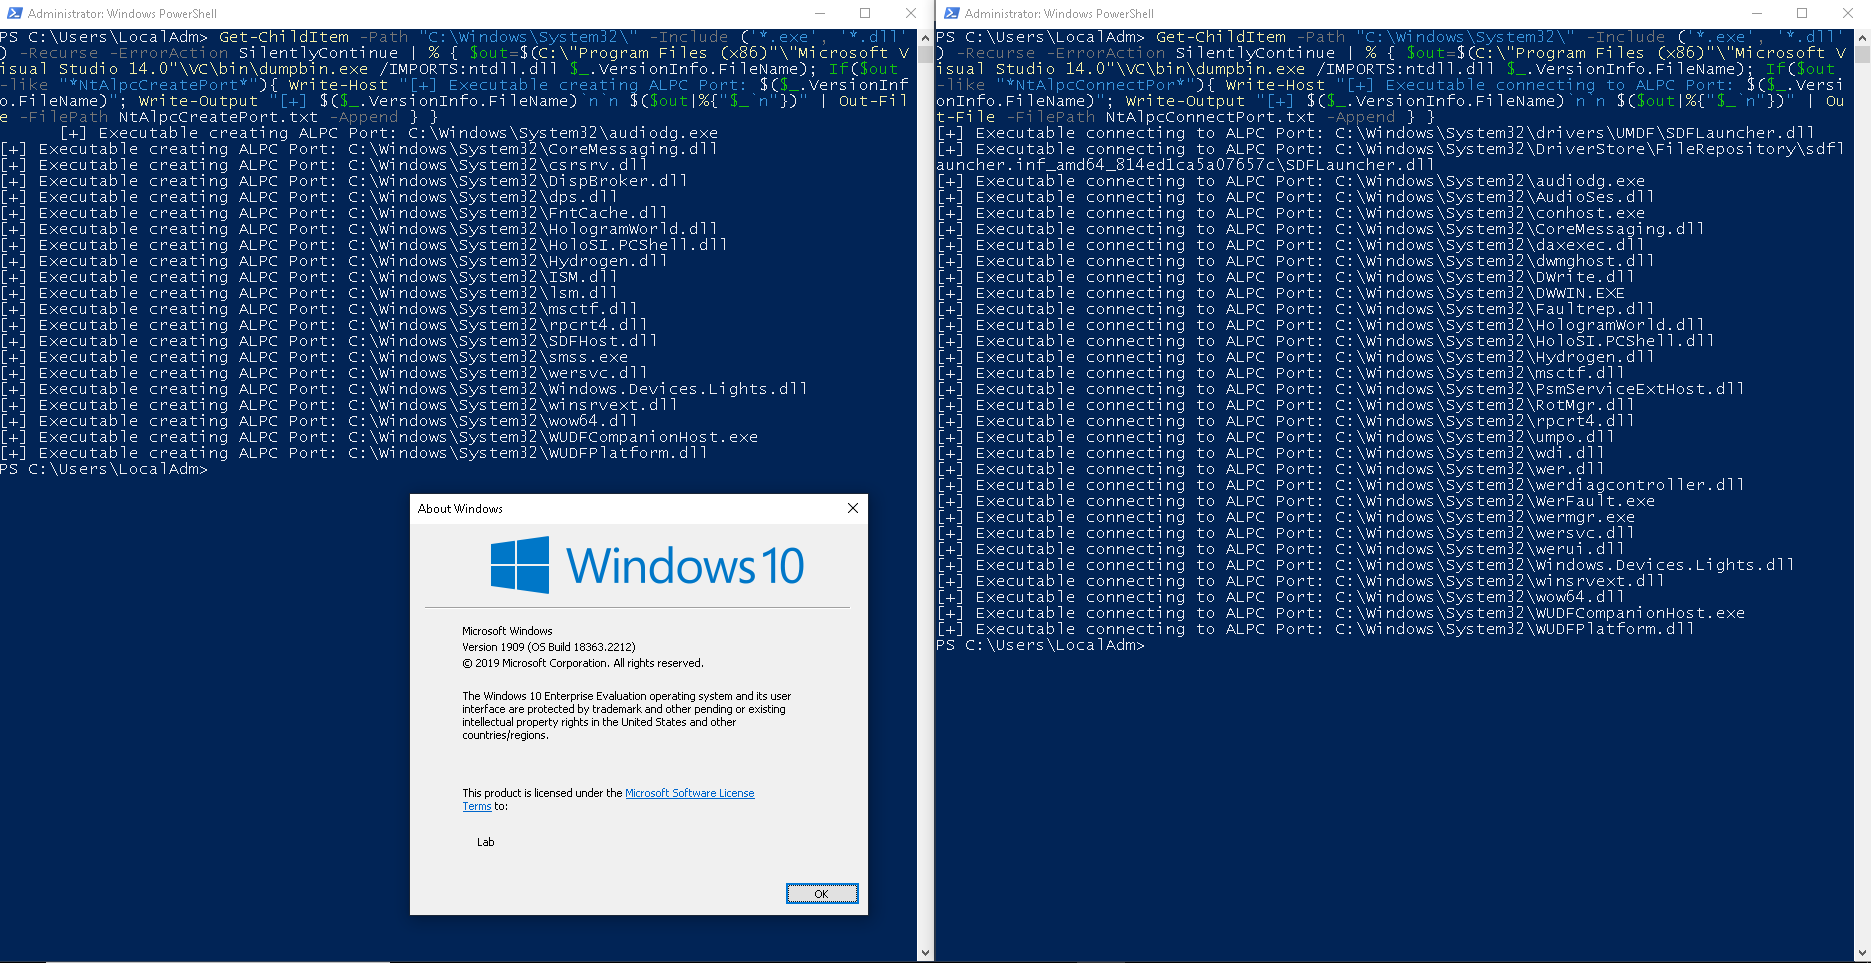 Administrator: Windows PowerShell
PS C:\Users\LocalAdm> Get-ChildItem -Path "C:\Windows\System32\" -Include ('*.exe', '*.dll'
) -Recurse -ErrorAction SilentlyContinue | % { $out=$(C:\"Program Files (x86)"\"Microsoft V
isual Studio 14.0"\VC\bin\dumpbin.exe /IMPORTS:ntdll.dll $_.VersionInfo.FileName); If($out
-like "*NtAlpcCreatePort*"){ Write-Host "[+] Executable creating ALPC Port: $($_.VersionInf
o.FileName)"; Write-Output "[+] $($_.VersionInfo.FileName)`n`n $($out|%{"$_`n"})" | Out-Fil
e -FilePath NtAlpcCreatePort.txt -Append } }
[+] Executable creating ALPC Port: C:\Windows\System32\audiodg.exe
[+] Executable creating ALPC Port: C:\Windows\System32\CoreMessaging.dll
[+] Executable creating ALPC Port: C:\Windows\System32\csrsrv.dll
[+] Executable creating ALPC Port: C:\Windows\System32\DispBroker.dll
[+] Executable creating ALPC Port: C:\Windows\System32\dps.dll
[+] Executable creating ALPC Port: C:\Windows\System32\FntCache.dll
[+] Executable creating ALPC Port: C:\Windows\System32\HologramWorld.dll
[+] Executable creating ALPC Port: C:\Windows\System32\HoloSI.PCShell.dll
[+] Executable creating ALPC Port: C:\Windows\System32\Hydrogen.dll
[+] Executable creating ALPC Port: C:\Windows\System32\ISM.dll
[+] Executable creating ALPC Port: C:\Windows\System32\lsm.dll
[+] Executable creating ALPC Port: C:\Windows\System32\msctf.dll
[+] Executable creating ALPC Port: C:\Windows\System32\rpcrt4.dll
[+] Executable creating ALPC Port: C:\Windows\System32\SDFHost.dll
[+] Executable creating ALPC Port: C:\Windows\System32\smss.exe
[+] Executable creating ALPC Port: C:\Windows\System32\wersvc.dll
[+] Executable creating ALPC Port: C:\Windows\System32\Windows.Devices.Lights.dll
[+] Executable creating ALPC Port: C:\Windows\System32\winsrvext.dll
[+] Executable creating ALPC Port: C:\Windows\System32\wow64.dll
[+] Executable creating ALPC Port: C:\Windows\System32\WUDFCompanionHost.exe
[+] Executable creating ALPC Port: C:\Windows\System32\WUDFPlatform.dll
PS C:\Users\LocalAdm>
About Windows
Windows 10
Microsoft Windows
Version 1909 (OS Build 18363.2212)
© 2019 Microsoft Corporation. All rights reserved.
The Windows 10 Enterprise Evaluation operating system and its user
interface are protected by trademark and other pending or existing
intellectual property rights in the United States and other
countries/regions.
This product is licensed under the Microsoft Software License
Terms to:
Lab
OK
Administrator: Windows PowerShell
PS C:\Users\LocalAdm> Get-ChildItem -Path "C:\Windows\System32\" -Include ('*.exe', '*.dll'
) -Recurse -ErrorAction SilentlyContinue | % { $out=$(C:\"Program Files (x86)"\"Microsoft V
isual Studio 14.0"\VC\bin\dumpbin.exe /IMPORTS:ntdll.dll $_.VersionInfo.FileName); If($out
-like "*NtAlpcConnectPor*"){ Write-Host "[+] Executable connecting to ALPC Port: $($_.Versi
onInfo.FileName)"; Write-Output "[+] $($_.VersionInfo.FileName)`n`n $($out|%{"$_`n"})" | Ou
t-File -FilePath NtAlpcConnectPort.txt -Append } }
[+] Executable connecting to ALPC Port: C:\Windows\System32\drivers\UMDF\SDFLauncher.dll
[+] Executable connecting to ALPC Port: C:\Windows\System32\DriverStore\FileRepository\sdfl
auncher.inf_amd64_814ed1ca5a07657c\SDFLauncher.dll
[+] Executable connecting to ALPC Port: C:\Windows\System32\audiodg.exe
[+] Executable connecting to ALPC Port: C:\Windows\System32\AudioSes.dll
[+] Executable connecting to ALPC Port: C:\Windows\System32\conhost.exe
[+] Executable connecting to ALPC Port: C:\Windows\System32\CoreMessaging.dll
[+] Executable connecting to ALPC Port: C:\Windows\System32\daxexec.dll
[+] Executable connecting to ALPC Port: C:\Windows\System32\dwmghost.dll
[+] Executable connecting to ALPC Port: C:\Windows\System32\DWrite.dll
[+] Executable connecting to ALPC Port: C:\Windows\System32\DWWIN.EXE
[+] Executable connecting to ALPC Port: C:\Windows\System32\Faultrep.dll
[+] Executable connecting to ALPC Port: C:\Windows\System32\HologramWorld.dll
[+] Executable connecting to ALPC Port: C:\Windows\System32\HoloSI.PCShell.dll
[+] Executable connecting to ALPC Port: C:\Windows\System32\Hydrogen.dll
[+] Executable connecting to ALPC Port: C:\Windows\System32\msctf.dll
[+] Executable connecting to ALPC Port: C:\Windows\System32\PsmServiceExtHost.dll
[+] Executable connecting to ALPC Port: C:\Windows\System32\RotMgr.dll
[+] Executable connecting to ALPC Port: C:\Windows\System32\rpcrt4.dll
[+] Executable connecting to ALPC Port: C:\Windows\System32\umpo.dll
[+] Executable connecting to ALPC Port: C:\Windows\System32\wdi.dll
[+] Executable connecting to ALPC Port: C:\Windows\System32\wer.dll
[+] Executable connecting to ALPC Port: C:\Windows\System32\werdiagcontroller.dll
[+] Executable connecting to ALPC Port: C:\Windows\System32\WerFault.exe
[+] Executable connecting to ALPC Port: C:\Windows\System32\wermgr.exe
[+] Executable connecting to ALPC Port: C:\Windows\System32\wersvc.dll
[+] Executable connecting to ALPC Port: C:\Windows\System32\werui.dll
[+] Executable connecting to ALPC Port: C:\Windows\System32\Windows.Devices.Lights.dll
[+] Executable connecting to ALPC Port: C:\Windows\System32\winsrvext.dll
[+] Executable connecting to ALPC Port: C:\Windows\System32\wow64.dll
[+] Executable connecting to ALPC Port: C:\Windows\System32\WUDFCompanionHost.exe
[+] Executable connecting to ALPC Port: C:\Windows\System32\WUDFPlatform.dll
PS C:\Users\LocalAdm>